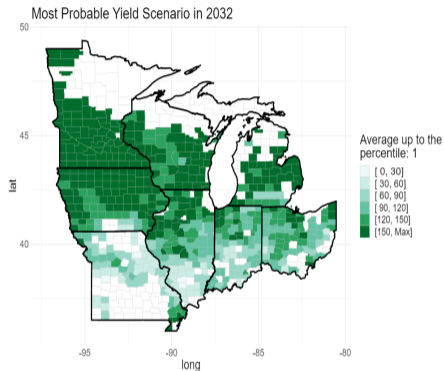 Most Probable Yield Scenario in 2032
50
45
40
lat
-95
-90
-85
-80
long
Average up to the
percentile: 1
[ 0, 30]
[ 30, 60]
[ 60, 90]
[ 90, 120]
[120, 150]
[150, Max]